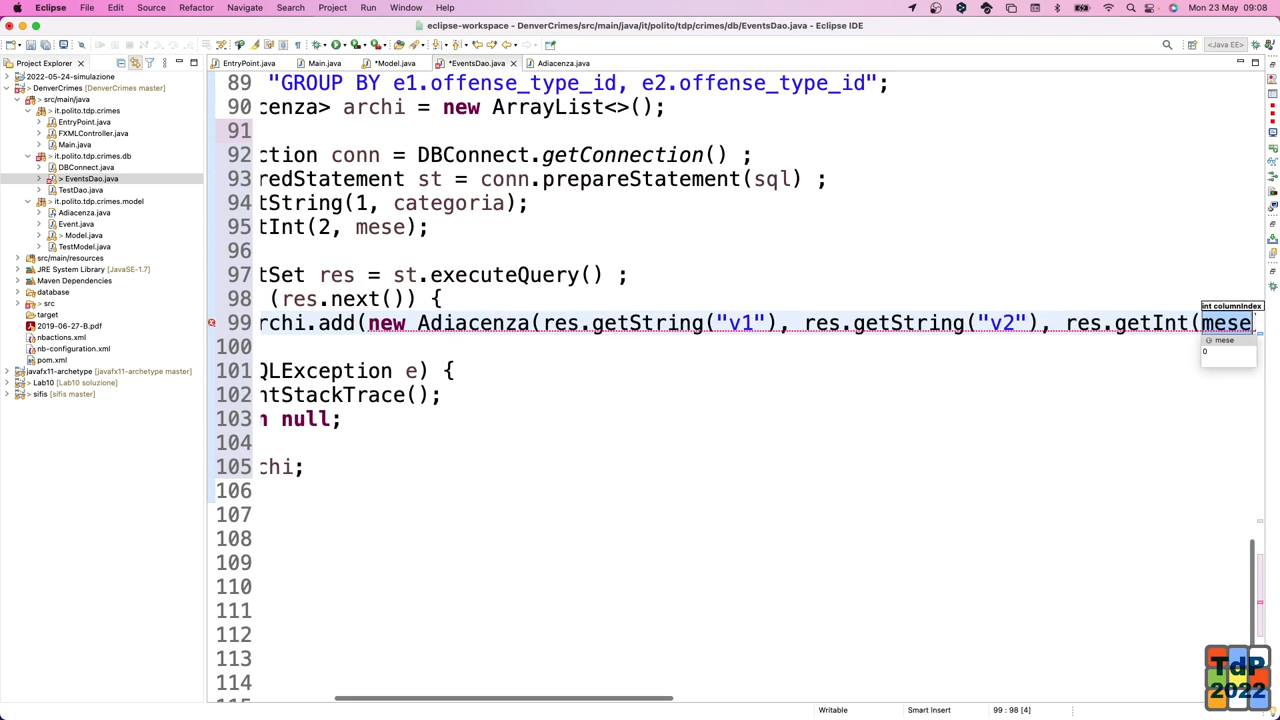 Eclipse File Edit Source Refactor Navigate Search Project Run Window Help Mon 23 May 09:08
eclipse-workspace - DenverCrimes/src/main/java/it/polito/tdp/crimes/db/EventsDao.java - Eclipse IDE
<Java EE>
Project Explorer
EntryPoint.java Main.java *Model.java *EventsDao.java Adiacenza.java
2022-05-24-simulazione
DenverCrimes [DenverCrimes master]
src/main/java
it.polito.tdp.crimes
EntryPoint.java
FXMLController.java
Main.java
it.polito.tdp.crimes.db
DBConnect.java
> EventsDao.java
TestDao.java
it.polito.tdp.crimes.model
Adiacenza.java
Event.java
> Model.java
TestModel.java
src/main/resources
JRE System Library [JavaSE-1.7]
Maven Dependencies
database
> src
target
2019-06-27-B.pdf
nbactions.xml
nb-configuration.xml
pom.xml
javafx11-archetype [javafx11-archetype master]
> Lab10 [Lab10 soluzione]
> sifis [sifis master]
89 "GROUP BY e1.offense_type_id, e2.offense_type_id";
90 cenza> archi = new ArrayList<>();
91
92 ction conn = DBConnect.getConnection() ;
93 redStatement st = conn.prepareStatement(sql) ;
94 tString(1, categoria);
95 tInt(2, mese);
96
97 tSet res = st.executeQuery() ;
98 (res.next()) {
99 rchi.add(new Adiacenza(res.getString("v1"), res.getString("v2"), res.getInt(mese
100
101 QLException e) {
102 ntStackTrace();
103 n null;
104
105 chi;
106
107
108
109
110
111
112
113
114
int columnIndex
mese
0
Writable Smart Insert 99 : 98 [4]
TdP
2022